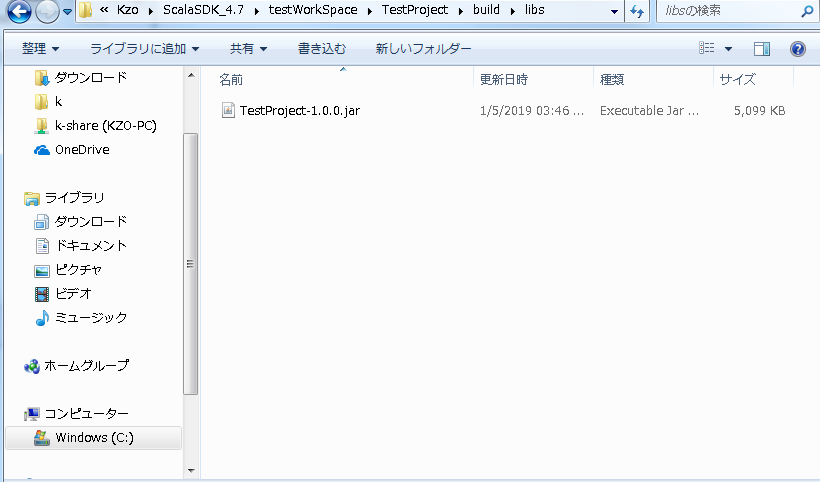 « Kzo ScalaSDK_4.7 testWorkSpace TestProject build libs libsの検索
整理 ライブラリに追加 共有 書き込む 新しいフォルダー
名前 更新日時 種類 サイズ
TestProject-1.0.0.jar 1/5/2019 03:46 ... Executable Jar ... 5,099 KB
ダウンロード
k
k-share (KZO-PC)
OneDrive
ライブラリ
ダウンロード
ドキュメント
ピクチャ
ビデオ
ミュージック
ホームグループ
コンピューター
Windows (C:)